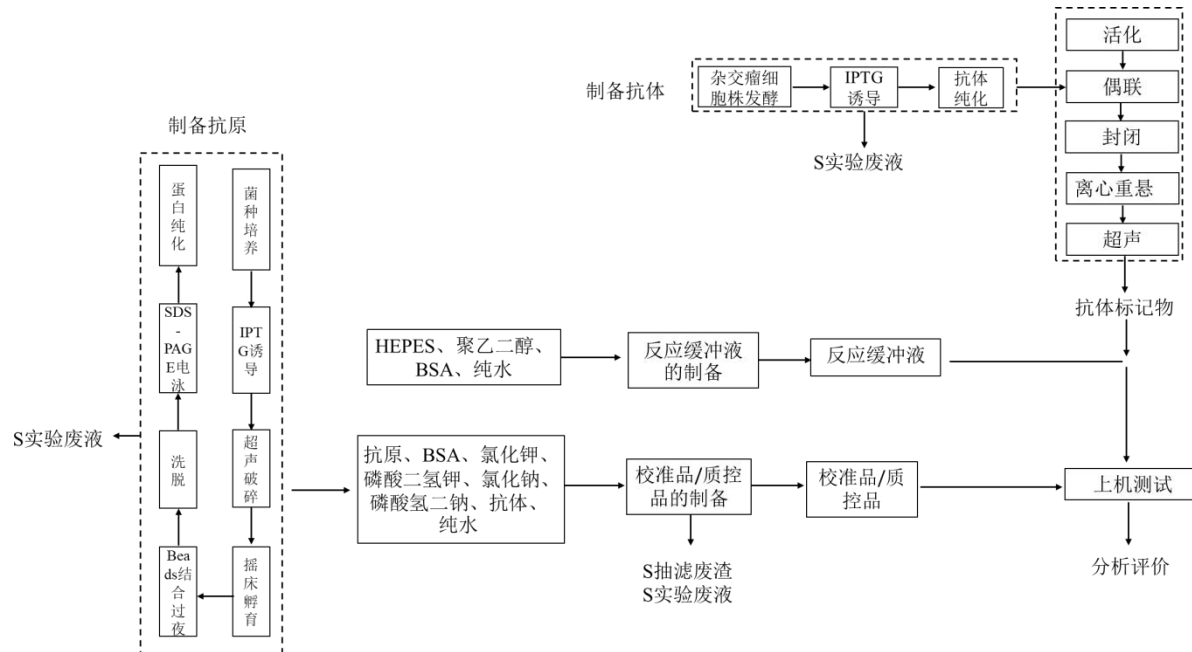 制备抗原
蛋
白
纯
化
菌
种
培
养
SDS
-
PAG
E电
泳
IPT
G诱
导
S实验废液
洗
脱
超
声
破
碎
Bea
ds结
合
过
夜
摇
床
孵
育
制备抗体
杂交瘤细
胞株发酵
IPTG
诱导
抗体
纯化
S实验废液
活化
偶联
封闭
离心重悬
超声
抗体标记物
HEPES、聚乙二醇、
BSA、纯水
反应缓冲液
的制备
反应缓冲液
抗原、BSA、氯化钾、
磷酸二氢钾、氯化钠、
磷酸氢二钠、抗体、
纯水
校准品/质控
品的制备
校准品/质
控品
上机测试
S抽滤废渣
S实验废液
分析评价